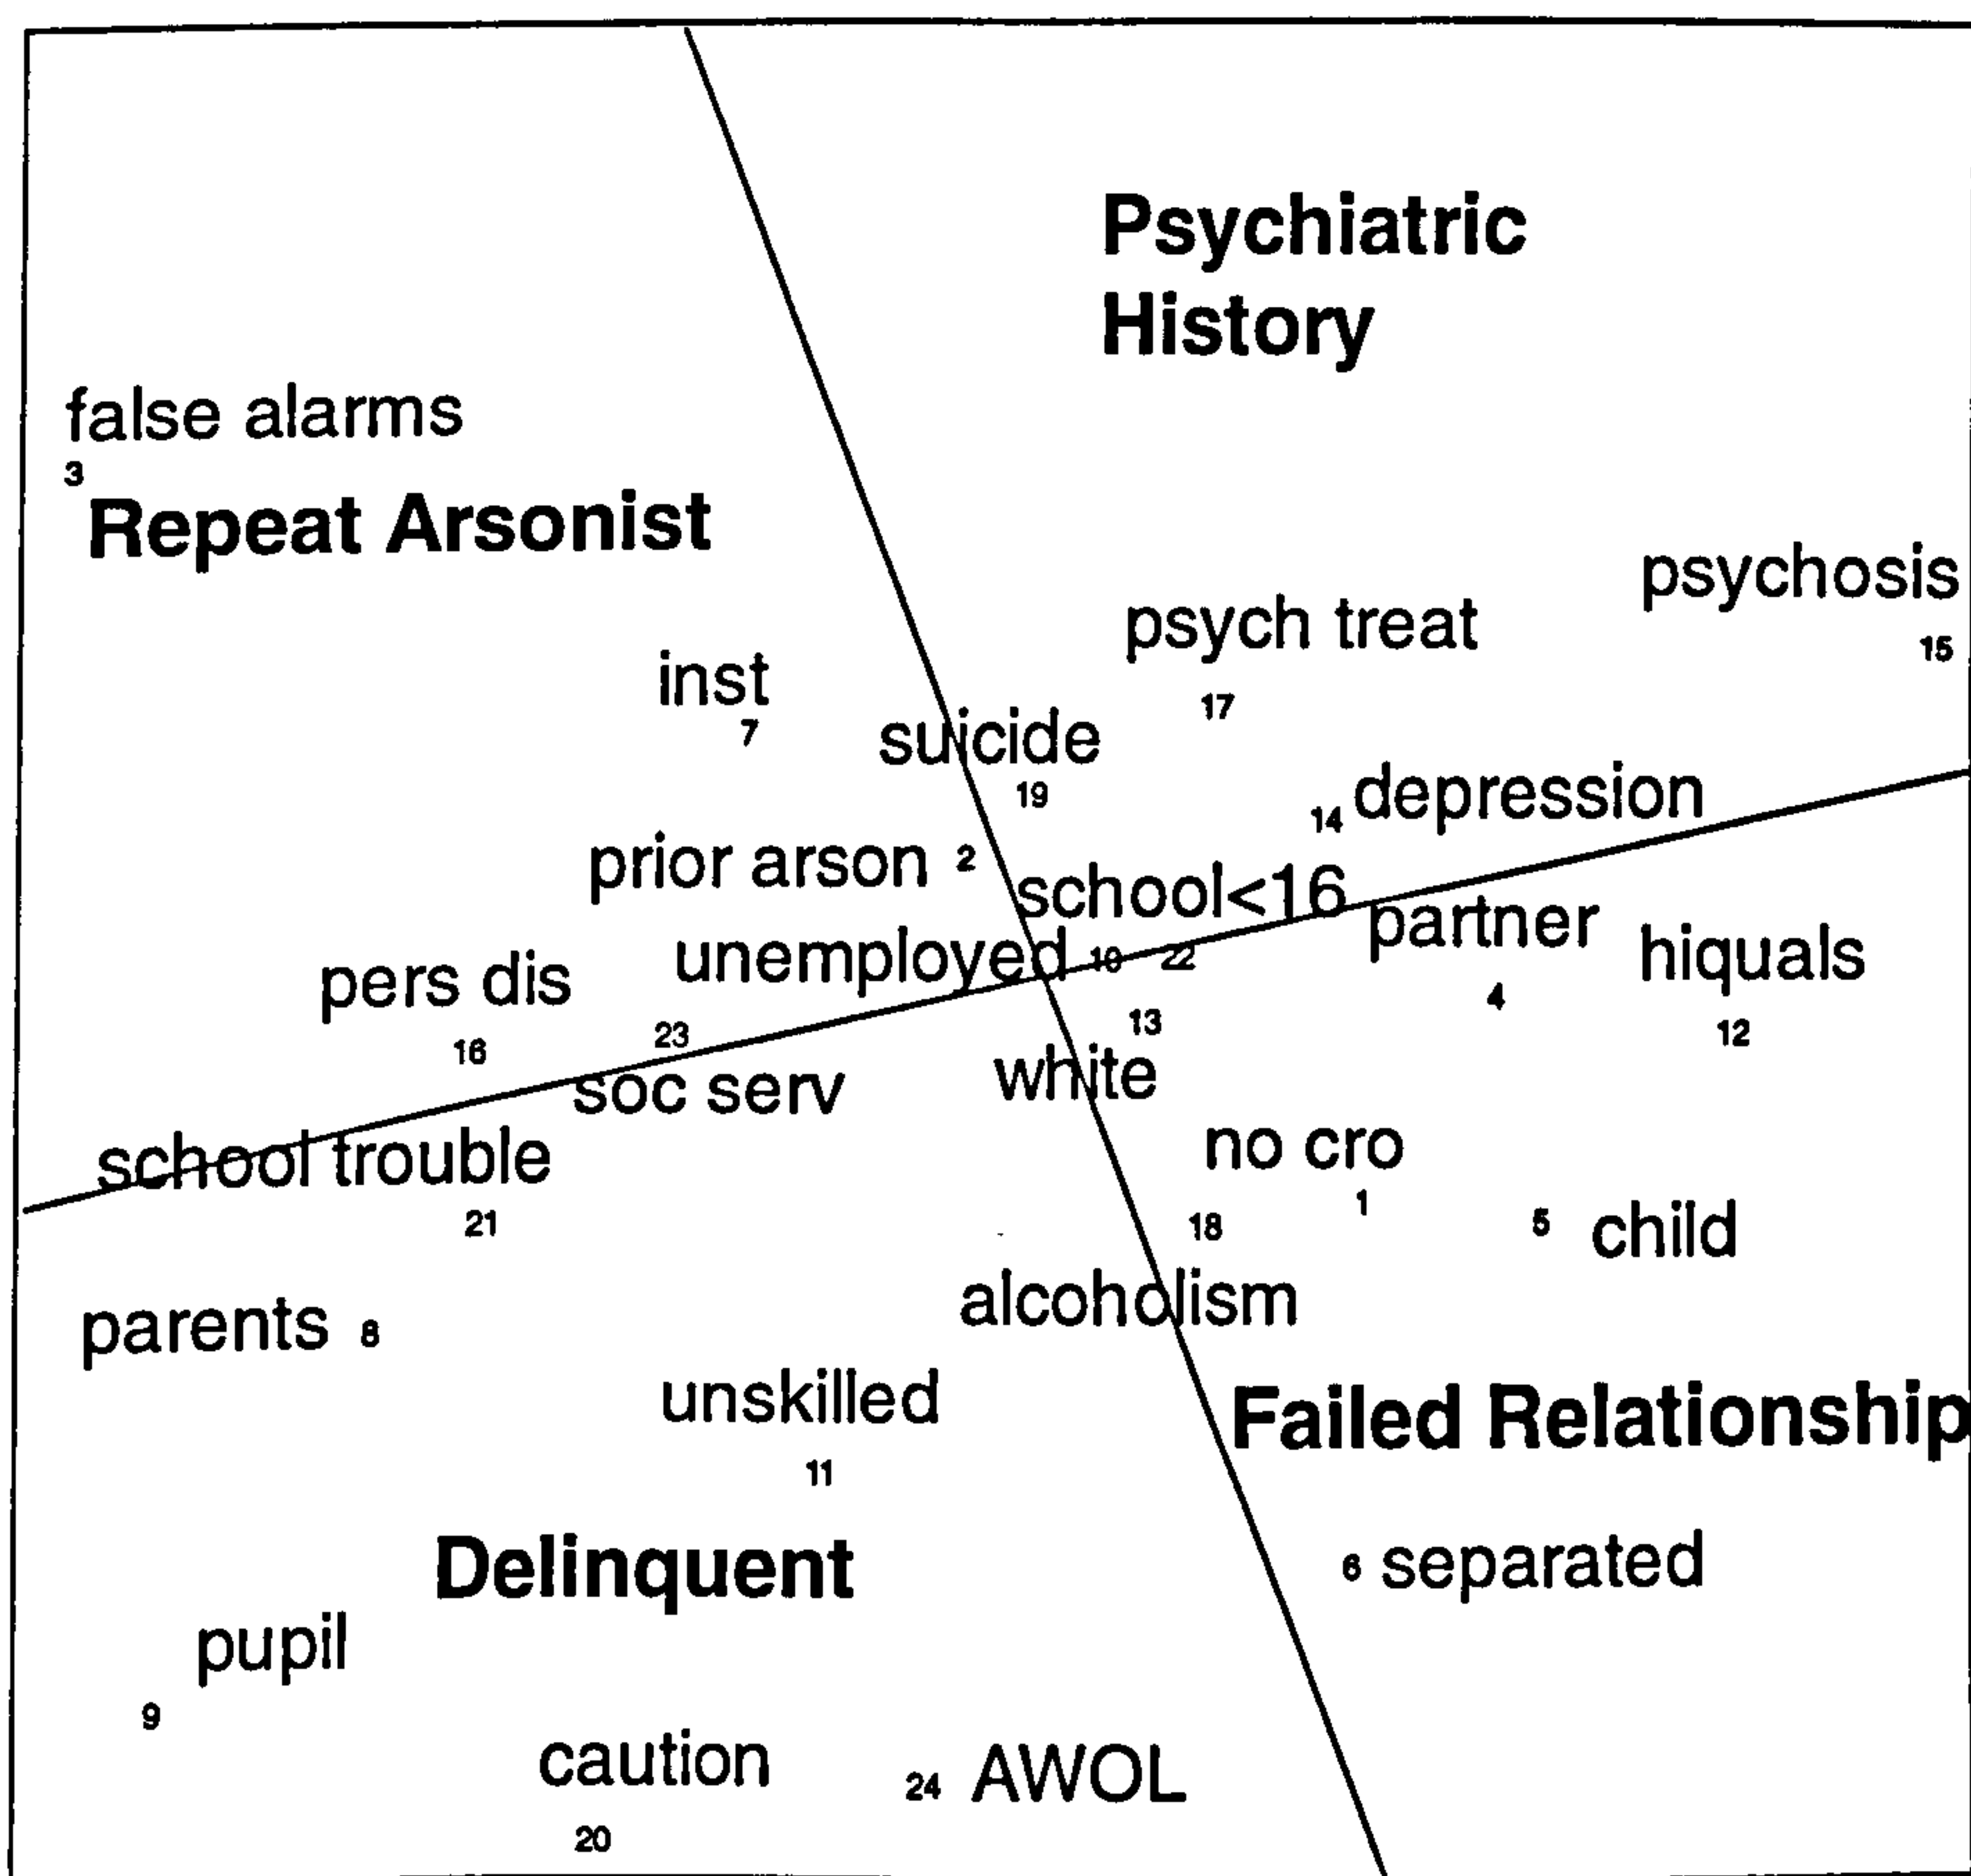 Psychiatric
History
false alarms
3
Repeat Arsonist
psychosis
15
psych treat
17
inst
7
suicide
19
depression
14
prior arson 2
school<16
22
partner
4
hiquals
12
unemployed 10
pers dis
16
23
soc serv
13
white
school trouble
21
no cro
1
18
alcoholism
5 child
parents 8
unskilled
11
Failed Relationship
Delinquent
6 separated
pupil
9
caution
20
24 AWOL